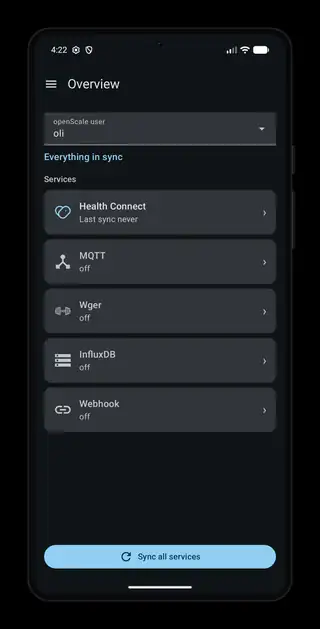 4:22
Overview
openScale user
oli
Everything in sync
Services
Health Connect
Last sync never
MQTT
off
Wger
off
InfluxDB
off
Webhook
off
Sync all services